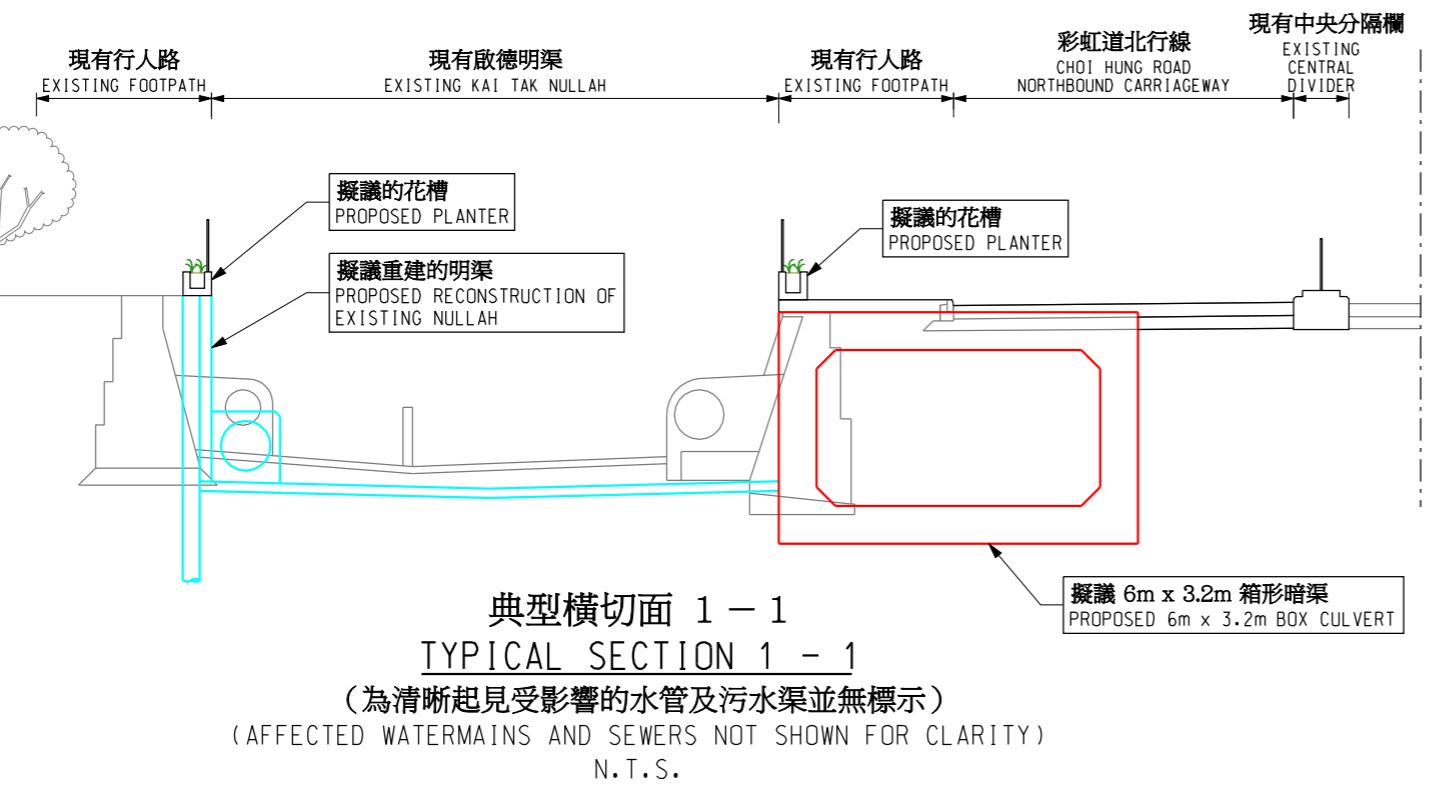 現有行人路
EXISTING FOOTPATH
現有啟德明渠
EXISTING KAI TAK NULLAH
現有行人路
EXISTING FOOTPATH
彩虹道北行線
CHOI HUNG ROAD
NORTHBOUND CARRIAGEWAY
現有中央分隔欄
EXISTING
CENTRAL
DIVIDER
擬議的花槽
PROPOSED PLANTER
擬議重建的明渠
PROPOSED RECONSTRUCTION OF
EXISTING NULLAH
擬議的花槽
PROPOSED PLANTER
擬議 6m x 3.2m 箱形暗渠
PROPOSED 6m x 3.2m BOX CULVERT
典型橫切面 1 - 1
TYPICAL SECTION 1 - 1
(為清晰起見受影響的水管及污水渠並無標示)
(AFFECTED WATERMAINS AND SEWERS NOT SHOWN FOR CLARITY)
N.T.S.